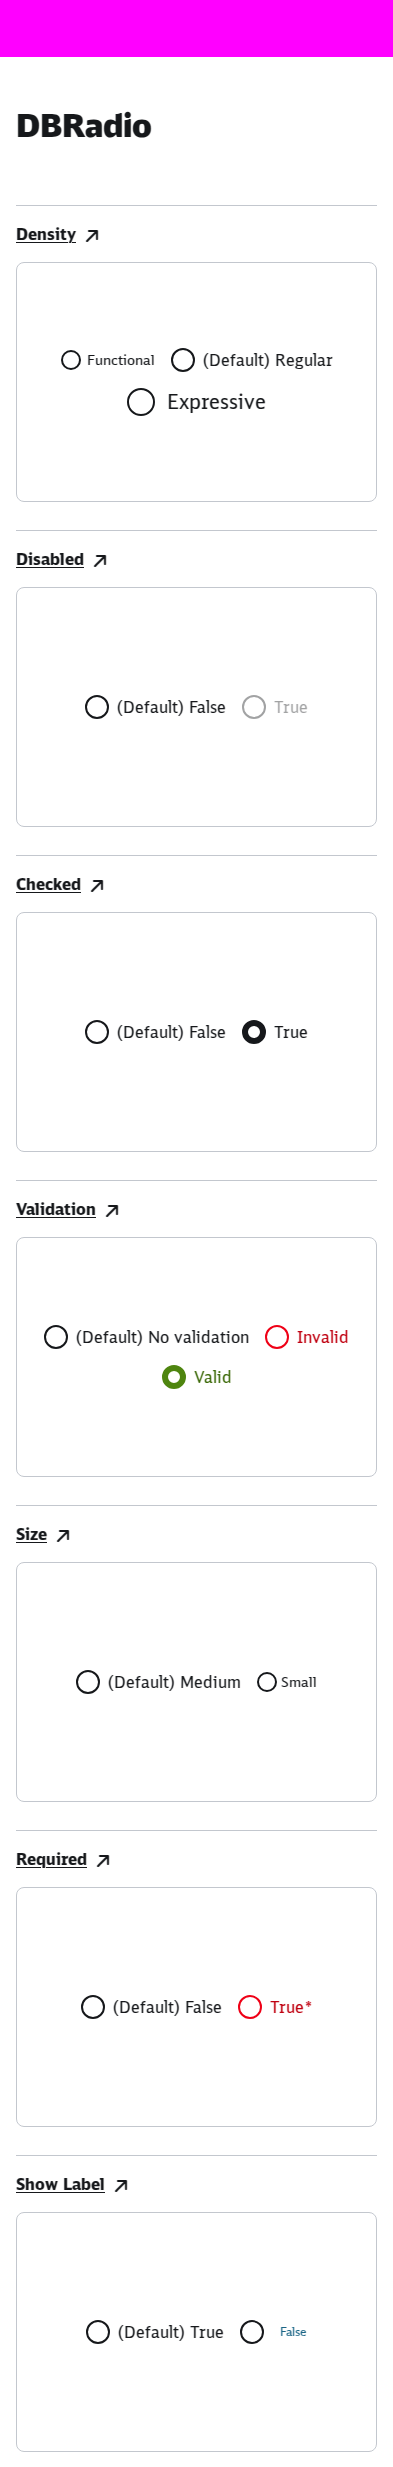 DBRadio
Density
Functional (Default) Regular
Expressive
Disabled
(Default) False True
Checked
(Default) False True
Validation
(Default) No validation Invalid
Valid
Size
(Default) Medium Small
Required
(Default) False True*
Show Label
(Default) True False